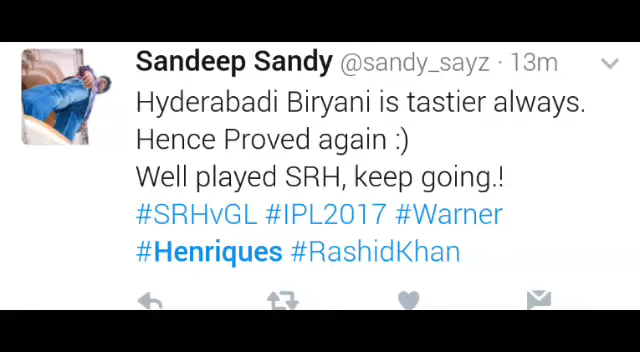 Sandeep Sandy @sandy_sayz · 13m
Hyderabadi Biryani is tastier always.
Hence Proved again :)
Well played SRH, keep going.!
#SRHvGL #IPL2017 #Warner
#Henriques #RashidKhan